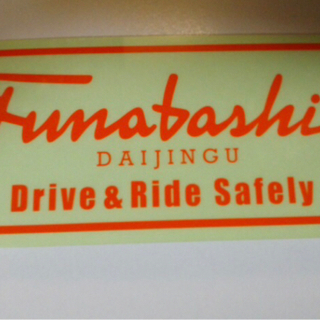 Funabashi
DAIJINGU
Drive & Ride Safely